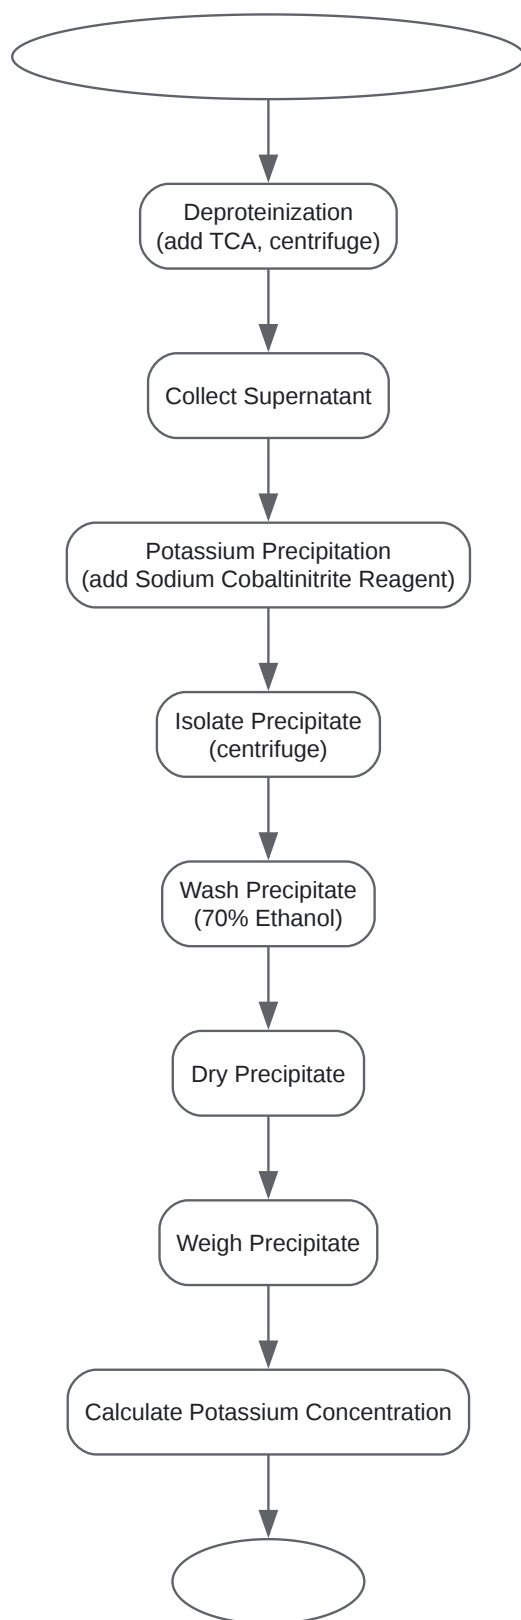 Deproteinization
(add TCA, centrifuge)
Collect Supernatant
Potassium Precipitation
(add Sodium Cobaltinitrite Reagent)
Isolate Precipitate
(centrifuge)
Wash Precipitate
(70% Ethanol)
Dry Precipitate
Weigh Precipitate
Calculate Potassium Concentration